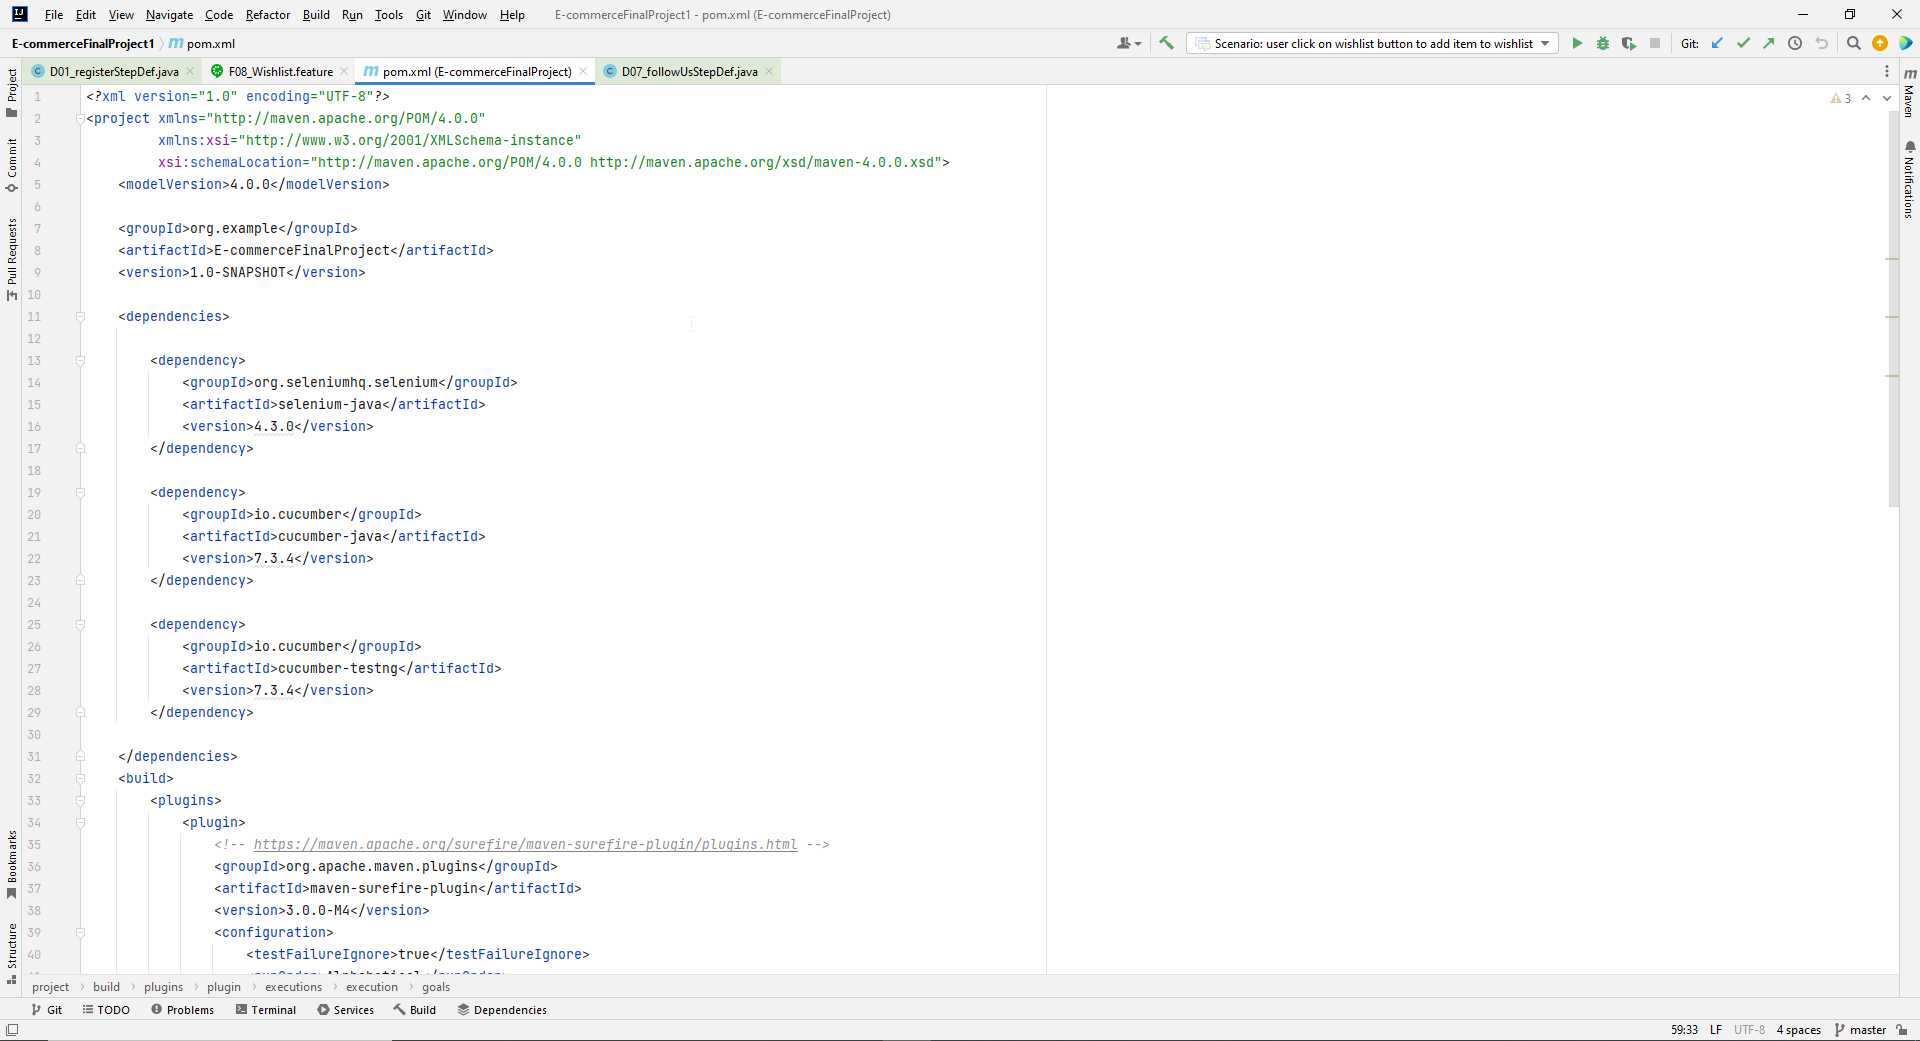 File Edit View Navigate Code Refactor Build Run Tools Git Window Help E-commerceFinalProject1 - pom.xml (E-commerceFinalProject)
E-commerceFinalProject1 pom.xml Scenario: user click on wishlist button to add item to wishlist Git:
D01_registerStepDef.java F08_Wishlist.feature pom.xml (E-commerceFinalProject) D07_followUsStepDef.java
Project
Commit
Pull Requests
Bookmarks
Structure
Maven
Notifications
3
1 <?xml version="1.0" encoding="UTF-8"?>
2 <project xmlns="http://maven.apache.org/POM/4.0.0"
3 xmlns:xsi="http://www.w3.org/2001/XMLSchema-instance"
4 xsi:schemaLocation="http://maven.apache.org/POM/4.0.0 http://maven.apache.org/xsd/maven-4.0.0.xsd">
5 <modelVersion>4.0.0</modelVersion>
6
7 <groupId>org.example</groupId>
8 <artifactId>E-commerceFinalProject</artifactId>
9 <version>1.0-SNAPSHOT</version>
10
11 <dependencies>
12
13 <dependency>
14 <groupId>org.seleniumhq.selenium</groupId>
15 <artifactId>selenium-java</artifactId>
16 <version>4.3.0</version>
17 </dependency>
18
19 <dependency>
20 <groupId>io.cucumber</groupId>
21 <artifactId>cucumber-java</artifactId>
22 <version>7.3.4</version>
23 </dependency>
24
25 <dependency>
26 <groupId>io.cucumber</groupId>
27 <artifactId>cucumber-testng</artifactId>
28 <version>7.3.4</version>
29 </dependency>
30
31 </dependencies>
32 <build>
33 <plugins>
34 <plugin>
35 <!-- https://maven.apache.org/surefire/maven-surefire-plugin/plugins.html -->
36 <groupId>org.apache.maven.plugins</groupId>
37 <artifactId>maven-surefire-plugin</artifactId>
38 <version>3.0.0-M4</version>
39 <configuration>
40 <testFailureIgnore>true</testFailureIgnore>
project build plugins plugin executions execution goals
Git TODO Problems Terminal Services Build Dependencies
59:33 LF UTF-8 4 spaces master